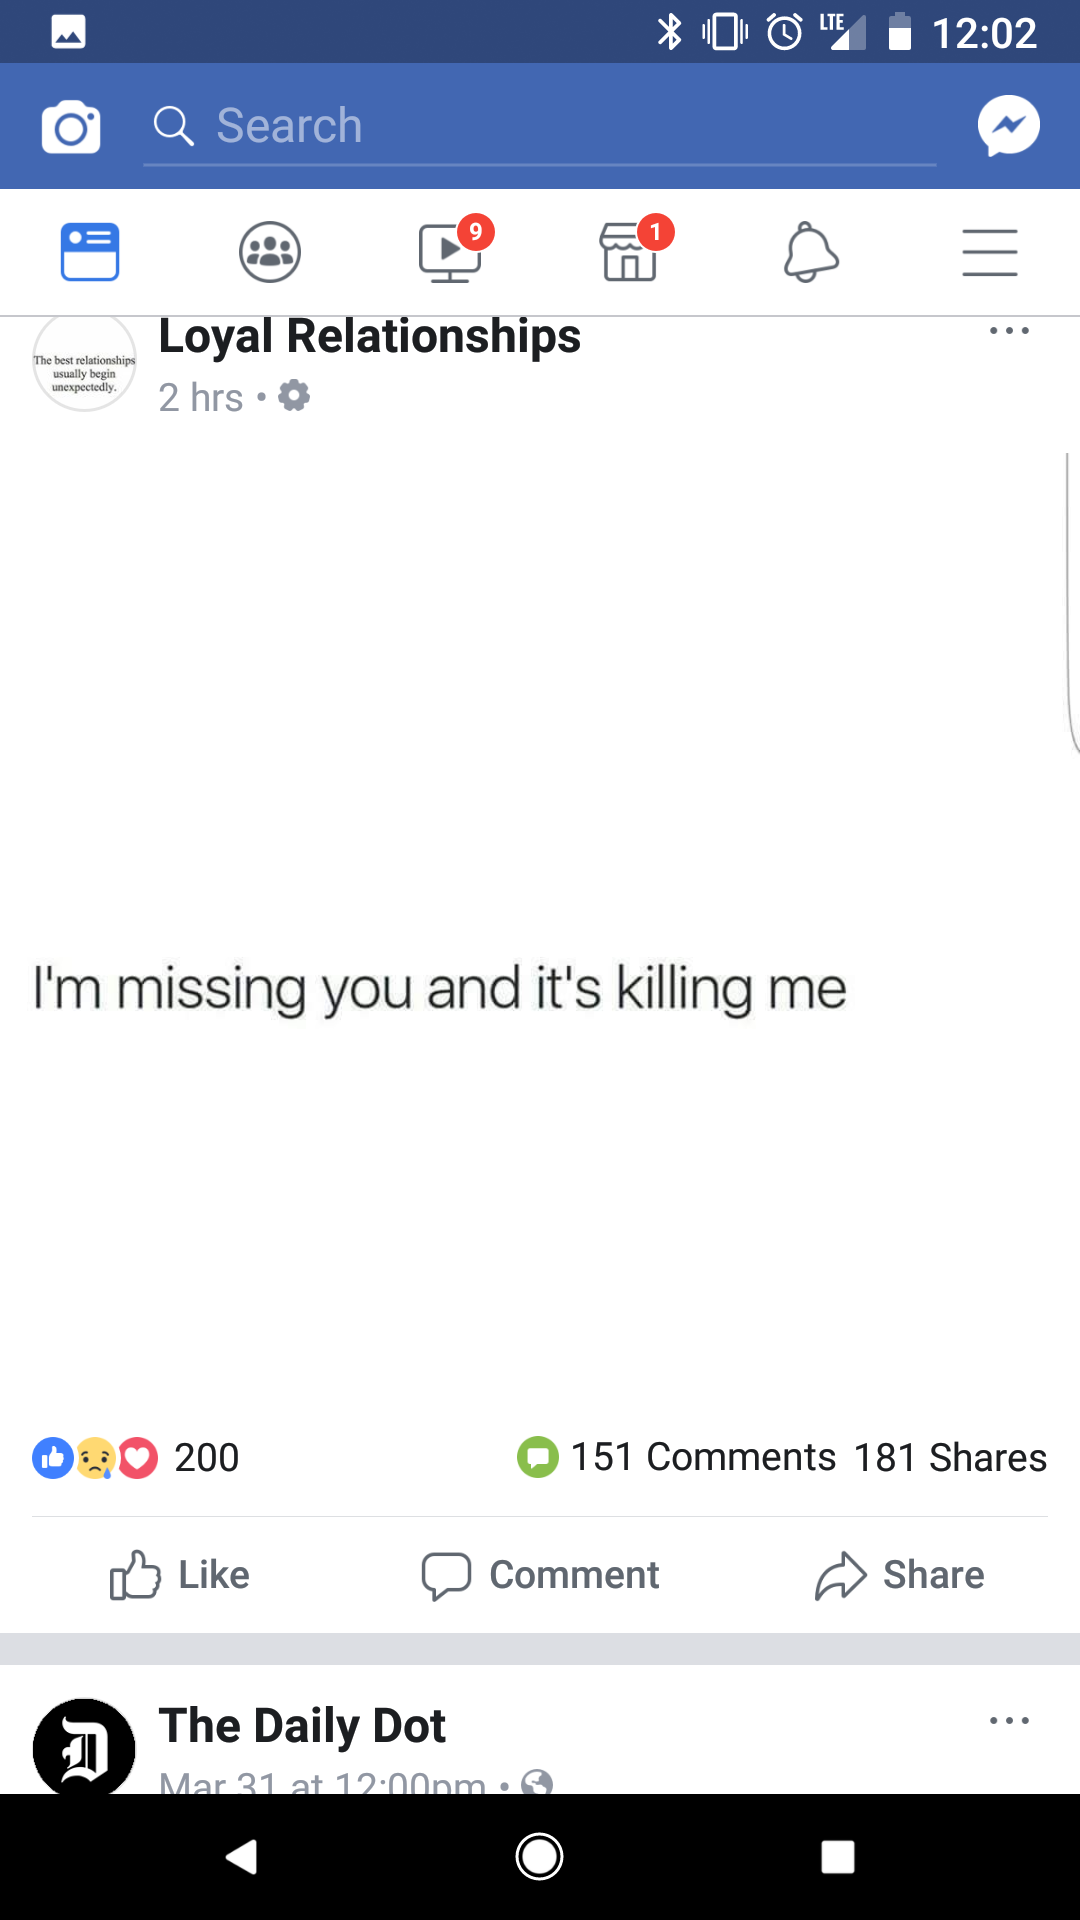 LTE 12:02
Search
9 1
Loyal Relationships
The best relationships
usually begin
unexpectedly.
2 hrs •
I'm missing you and it's killing me
200 151 Comments 181 Shares
Like Comment Share
D The Daily Dot
Mar 31 at 12:00pm •